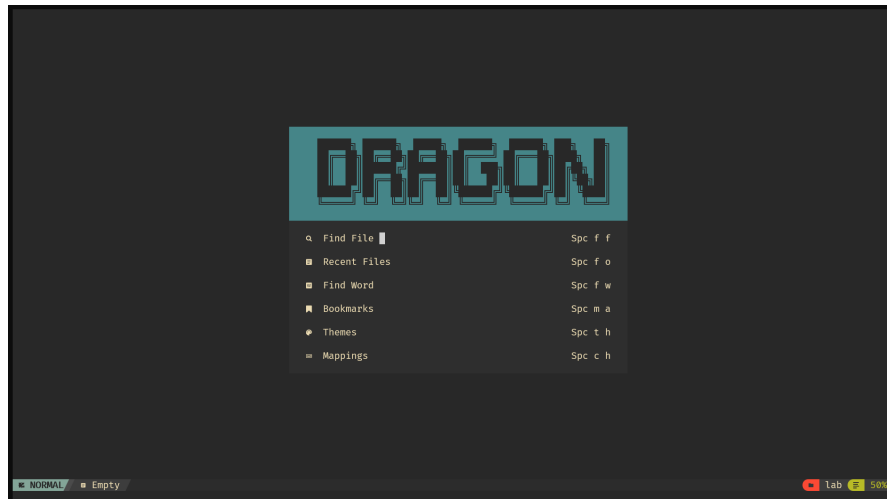 DRAGON
Find File Spc f f
Recent Files Spc f o
Find Word Spc f w
Bookmarks Spc m a
Themes Spc t h
Mappings Spc c h
NORMAL Empty lab 50%